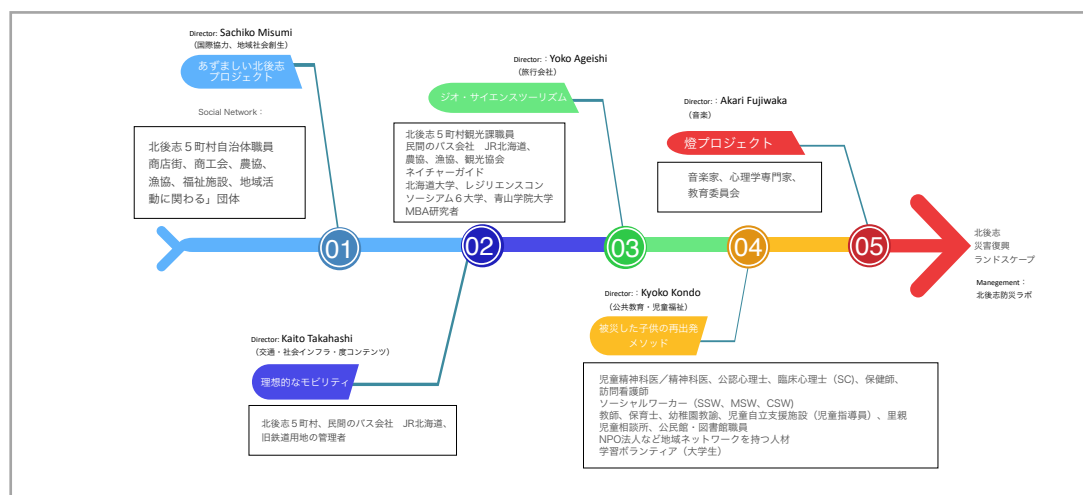 Director: Sachiko Misumi
（国際協力、地域社会創生）
あずましい北後志
プロジェクト
Social Network：
北後志５町村自治体職員
商店街、商工会、農協、
漁協、福祉施設、地域活
動に関わる」団体
Director:：Yoko Ageishi
（旅行会社）
ジオ・サイエンスツーリズム
北後志５町村観光課職員
民間のバス会社　JR北海道、
農協、漁協、観光協会
ネイチャーガイド
北海道大学、レジリエンスコン
ソーシアム６大学、青山学院大学
MBA研究者
Director:：Akari Fujiwaka
（音楽）
燈プロジェクト
音楽家、心理学専門家、
教育委員会
01
02
03
04
05
北後志
災害復興
ランドスケープ
Manegement：
北後志防災ラボ
Director: Kaito Takahashi
（交通・社会インフラ・度コンテンツ）
理想的なモビリティ
北後志５町村、民間のバス会社　JR北海道、
旧鉄道用地の管理者
Director:：Kyoko Kondo
（公共教育・児童福祉）
被災した子供の再出発
メソッド
児童精神科医／精神科医、公認心理士、臨床心理士（SC)、保健師、
訪問看護師
ソーシャルワーカー（SSW、MSW、CSW)
教師、保育士、幼稚園教諭、児童自立支援施設（児童指導員）、里親
児童相談所、公民館・図書館職員
NPO法人など地域ネットワークを持つ人材
学習ボランティア（大学生）